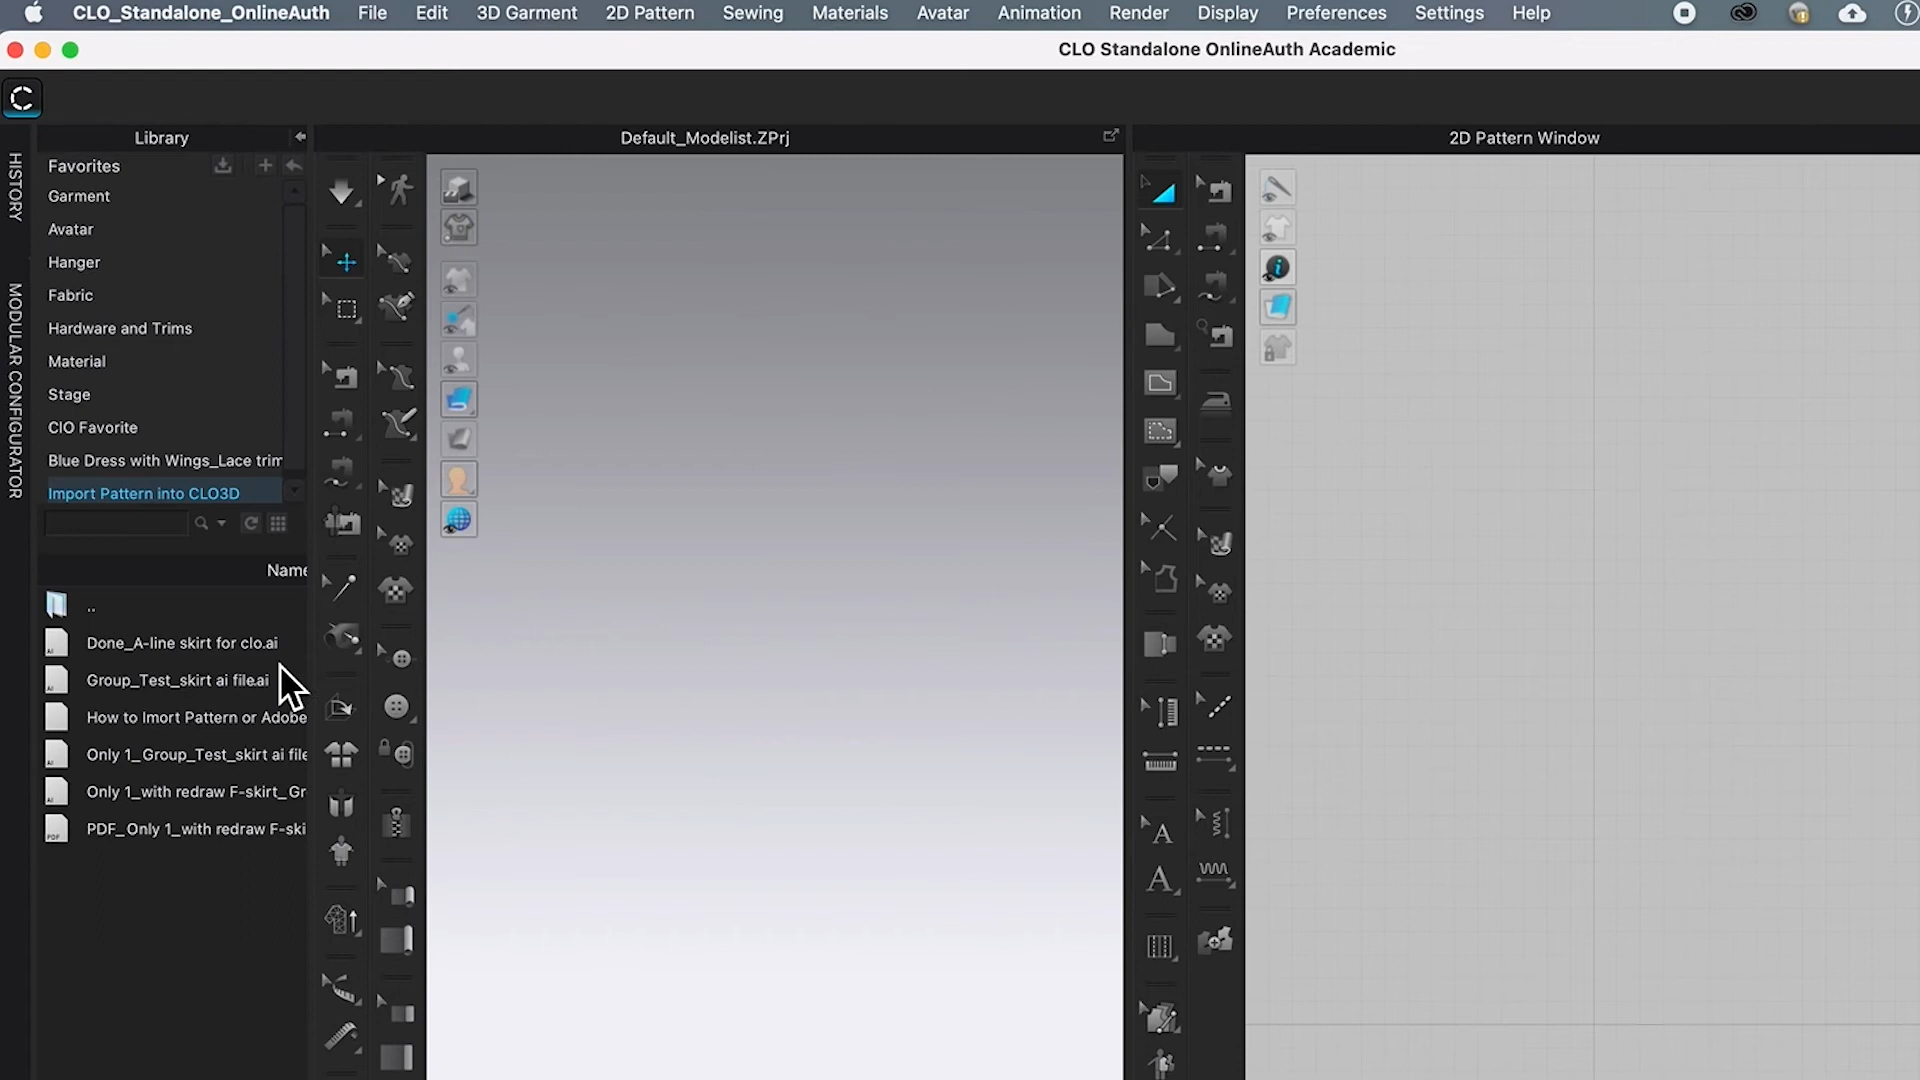 CLO_Standalone_OnlineAuth File Edit 3D Garment 2D Pattern Sewing Materials Avatar Animation Render Display Preferences Settings Help
CLO Standalone OnlineAuth Academic
Library
Default_Modelist.ZPrj
2D Pattern Window
HISTORY
MODULAR CONFIGURATOR
Favorites
Garment
Avatar
Hanger
Fabric
Hardware and Trims
Material
Stage
ClO Favorite
Blue Dress with Wings_Lace trim
Import Pattern into CLO3D
Name
..
Done_A-line skirt for clo.ai
Group_Test_skirt ai file.ai
How to Imort Pattern or Adobe
Only 1_Group_Test_skirt ai file
Only 1_with redraw F-skirt_Gr
PDF_Only 1_with redraw F-ski